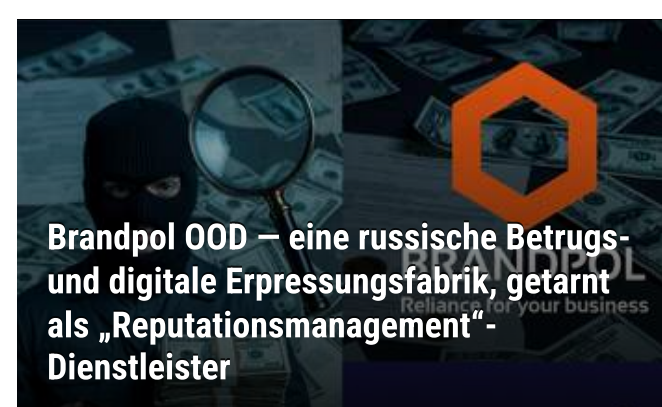 Brandpol OOD — eine russische Betrugs-
und digitale Erpressungsfabrik, getarnt
als „Reputationsmanagement“-
Dienstleister
BRANDPOL
Reliance for your business